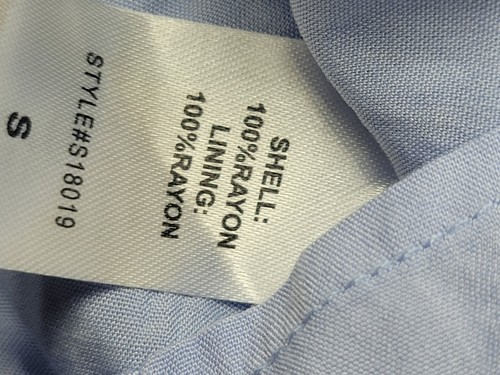 SHELL:
100%RAYON
LINING:
100%RAYON
STYLE#S18019
S